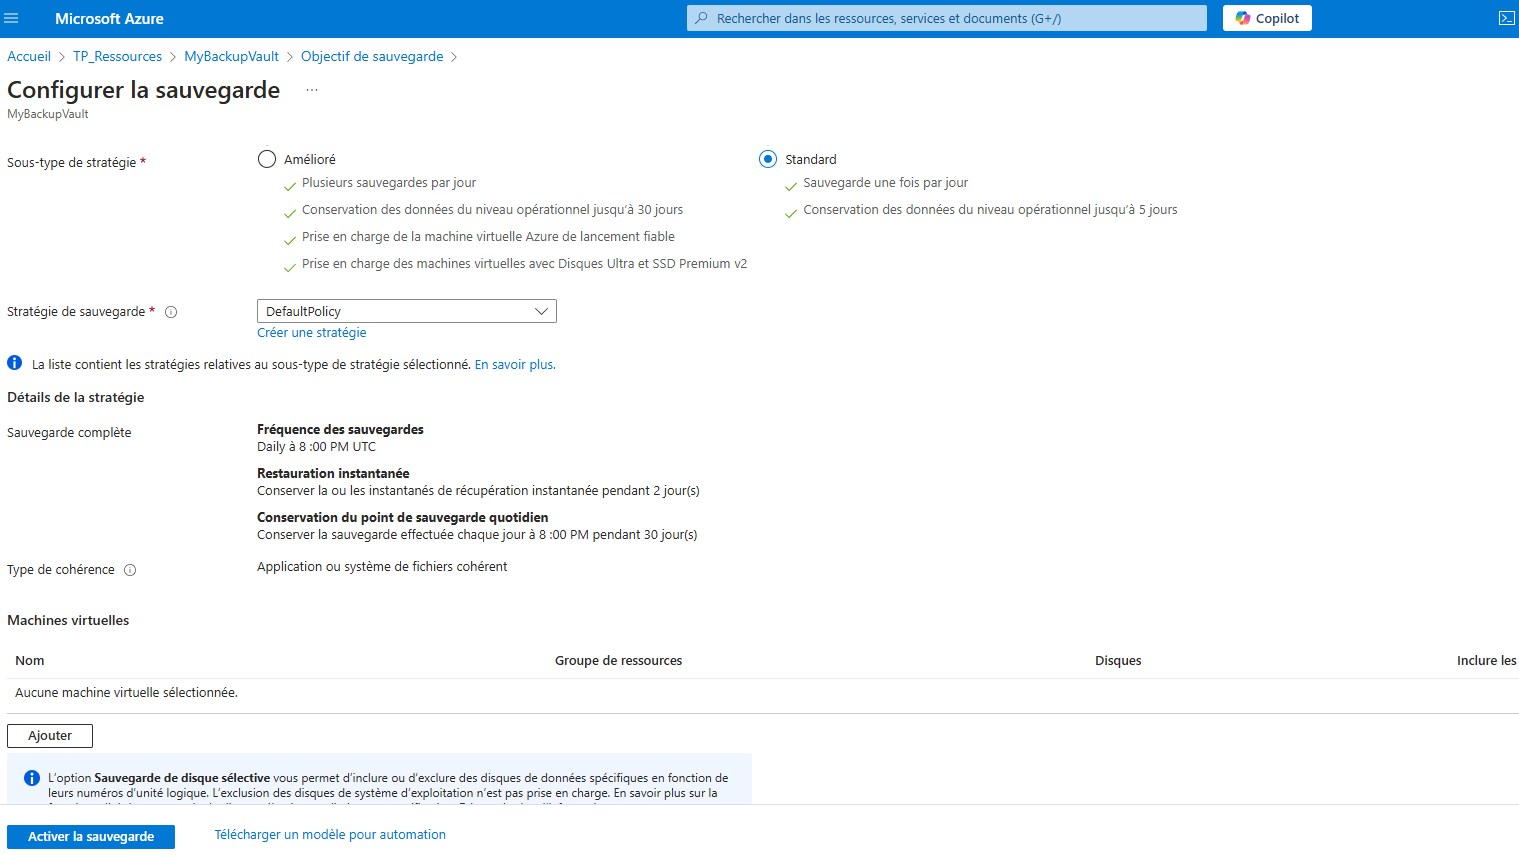 Microsoft Azure
Rechercher dans les ressources, services et documents (G+/)
Copilot
Accueil > TP_Ressources > MyBackupVault > Objectif de sauvegarde >
Configurer la sauvegarde ...
MyBackupVault
Sous-type de stratégie *
Amélioré
Plusieurs sauvegardes par jour
Conservation des données du niveau opérationnel jusqu'à 30 jours
Prise en charge de la machine virtuelle Azure de lancement fiable
Prise en charge des machines virtuelles avec Disques Ultra et SSD Premium v2
Standard
Sauvegarde une fois par jour
Conservation des données du niveau opérationnel jusqu'à 5 jours
Stratégie de sauvegarde *
DefaultPolicy
Créer une stratégie
La liste contient les stratégies relatives au sous-type de stratégie sélectionné. En savoir plus.
Détails de la stratégie
Sauvegarde complète
Fréquence des sauvegardes
Daily à 8 :00 PM UTC
Restauration instantanée
Conserver la ou les instantanés de récupération instantanée pendant 2 jour(s)
Conservation du point de sauvegarde quotidien
Conserver la sauvegarde effectuée chaque jour à 8 :00 PM pendant 30 jour(s)
Type de cohérence
Application ou système de fichiers cohérent
Machines virtuelles
Nom Groupe de ressources Disques Inclure les
Aucune machine virtuelle sélectionnée.
Ajouter
L'option Sauvegarde de disque sélective vous permet d'inclure ou d'exclure des disques de données spécifiques en fonction de
leurs numéros d'unité logique. L'exclusion des disques de système d'exploitation n'est pas prise en charge. En savoir plus sur la
Activer la sauvegarde
Télécharger un modèle pour automation